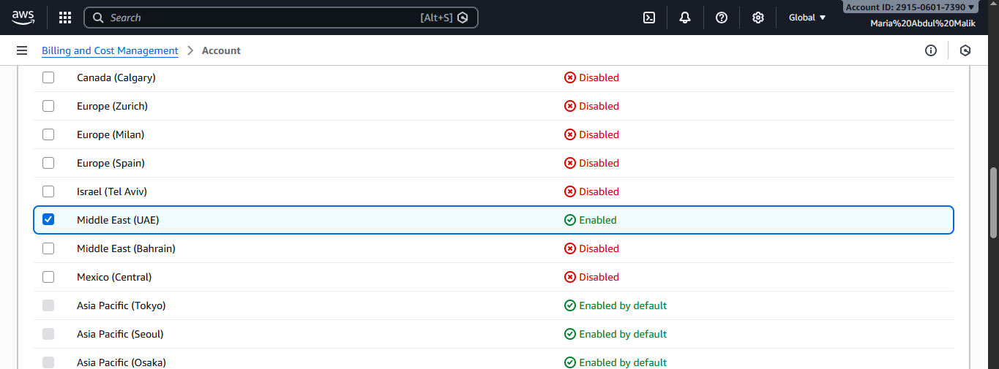 aws
Search [Alt+S]
Global
Account ID: 2915-0601-7390
Maria%20Abdul%20Malik
Billing and Cost Management > Account
Canada (Calgary) Disabled
Europe (Zurich) Disabled
Europe (Milan) Disabled
Europe (Spain) Disabled
Israel (Tel Aviv) Disabled
Middle East (UAE) Enabled
Middle East (Bahrain) Disabled
Mexico (Central) Disabled
Asia Pacific (Tokyo) Enabled by default
Asia Pacific (Seoul) Enabled by default
Asia Pacific (Osaka) Enabled by default